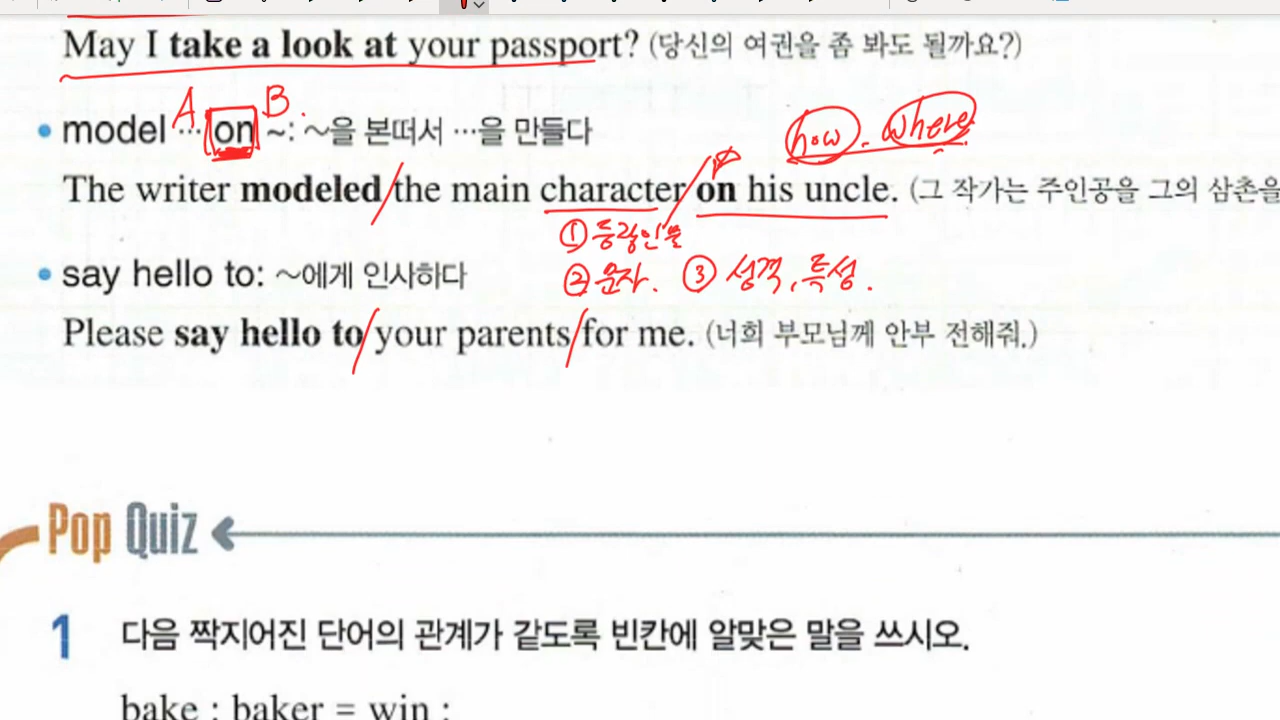 May I take a look at your passport? (당신의 여권을 좀 봐도 될까요?)
A B.
how. where
• model … on ~: ~을 본떠서 …을 만들다
The writer modeled the main character on his uncle. (그 작가는 주인공을 그의 삼촌을
① 등장인물
② 문자. ③ 성격, 특성.
• say hello to: ~에게 인사하다
Please say hello to your parents for me. (너희 부모님께 안부 전해줘.)
Pop Quiz
1 다음 짝지어진 단어의 관계가 같도록 빈칸에 알맞은 말을 쓰시오.
bake : baker = win :